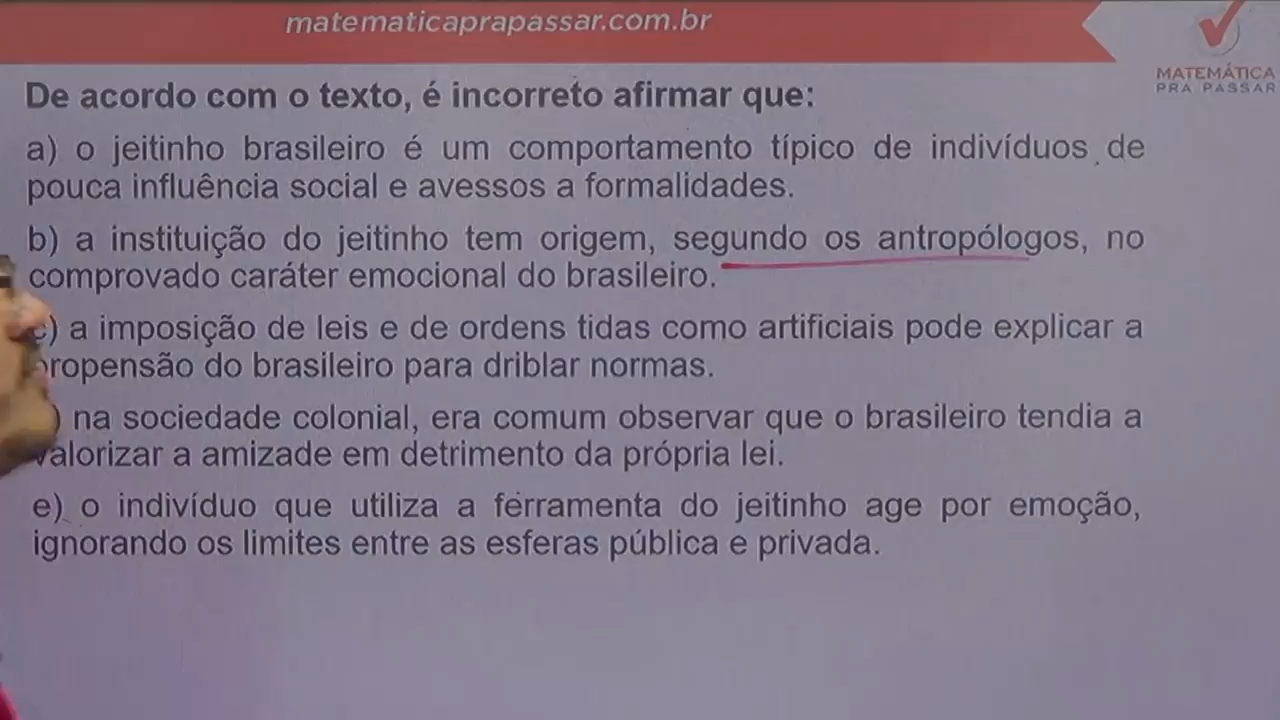 matematicaprapassar.com.br
MATEMÁTICA
PRA PASSAR
De acordo com o texto, é incorreto afirmar que:
a) o jeitinho brasileiro é um comportamento típico de indivíduos de
pouca influência social e avessos a formalidades.
b) a instituição do jeitinho tem origem, segundo os antropólogos, no
comprovado caráter emocional do brasileiro.
c) a imposição de leis e de ordens tidas como artificiais pode explicar a
propensão do brasileiro para driblar normas.
) na sociedade colonial, era comum observar que o brasileiro tendia a
valorizar a amizade em detrimento da própria lei.
e) o indivíduo que utiliza a ferramenta do jeitinho age por emoção,
ignorando os limites entre as esferas pública e privada.